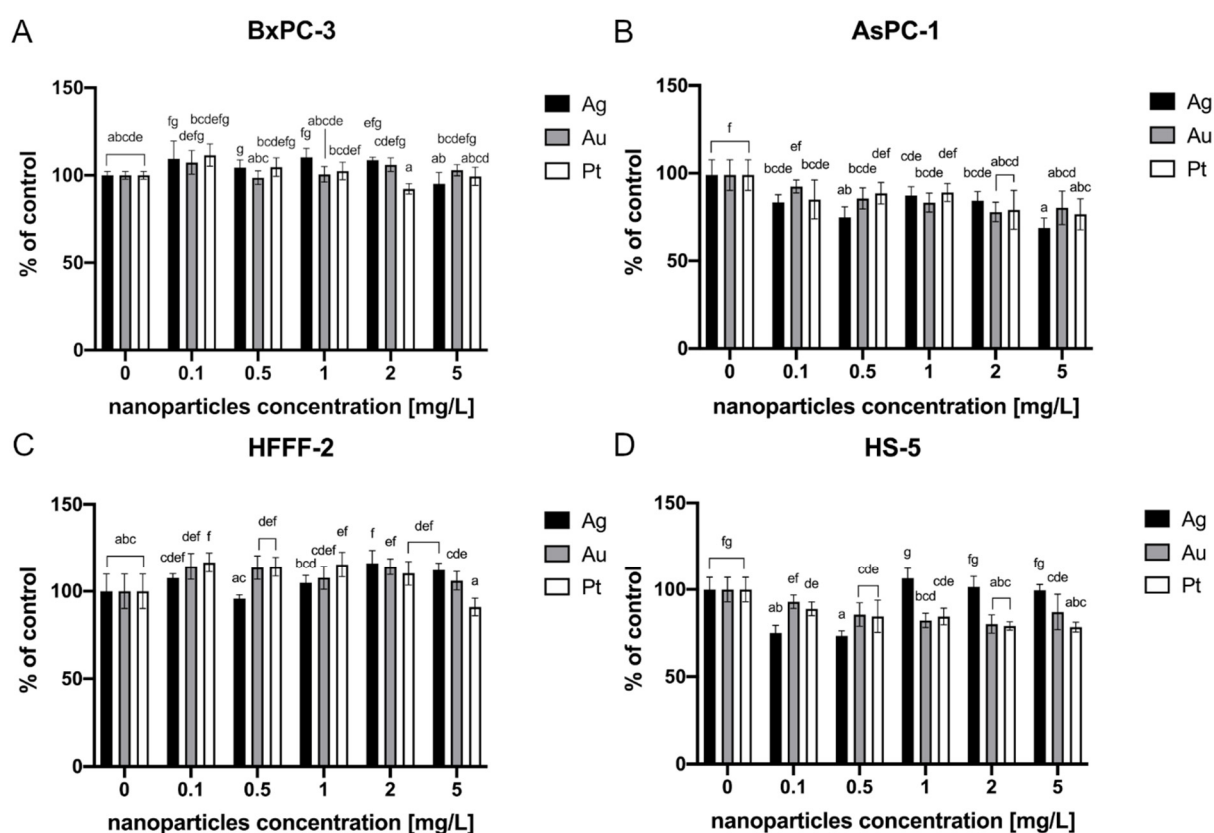 A
BxPC-3
150
100
50
0
% of control
abcde
fg
defg
bcdefg
g
abc
bcdefg
fg
abcde
bcdef
efg
cdefg
a
ab
bcdefg
abcd
0
0.1
0.5
1
2
5
nanoparticles concentration [mg/L]
Ag
Au
Pt
B
AsPC-1
150
100
50
0
% of control
f
bcde
ef
bcde
ab
bcde
def
cde
bcde
def
bcde
abcd
a
abcd
abc
0
0.1
0.5
1
2
5
nanoparticles concentration [mg/L]
Ag
Au
Pt
C
HFFF-2
150
100
50
0
% of control
abc
cdef
def
f
ac
def
bcd
cdef
ef
f
ef
def
cde
a
0
0.1
0.5
1
2
5
nanoparticles concentration [mg/L]
Ag
Au
Pt
D
HS-5
150
100
50
0
% of control
fg
ab
ef
de
a
cde
g
bcd
cde
fg
abc
fg
cde
abc
0
0.1
0.5
1
2
5
nanoparticles concentration [mg/L]
Ag
Au
Pt